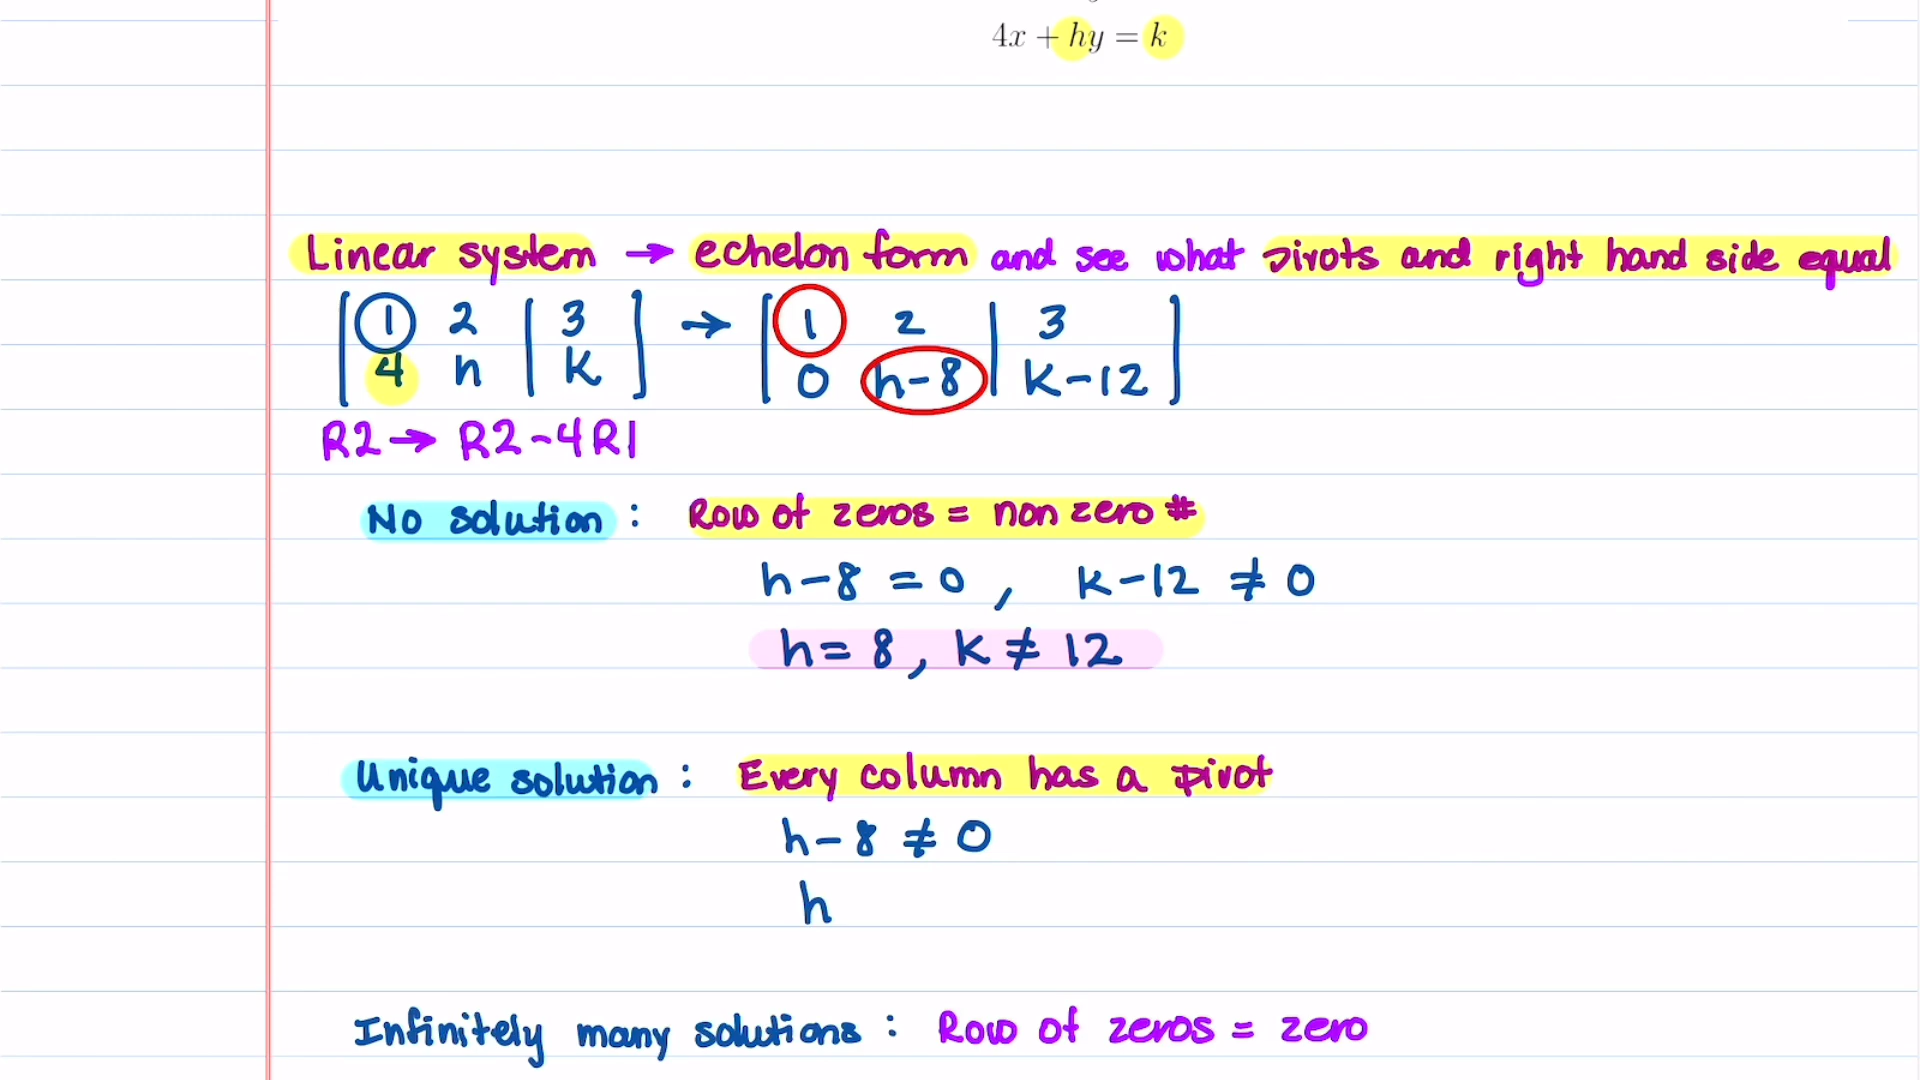 4x + hy = k
Linear system → echelon form and see what pivots and right hand side equal
[ 1 2 | 3 ] → [ 1 2 | 3 ]
[ 4 h | k ] [ 0 h-8 | k-12 ]
R2 → R2-4R1
No solution : Row of zeros = non zero #
h-8 = 0 , k-12 ≠ 0
h = 8 , k ≠ 12
Unique solution : Every column has a pivot
h-8 ≠ 0
h
Infinitely many solutions : Row of zeros = zero